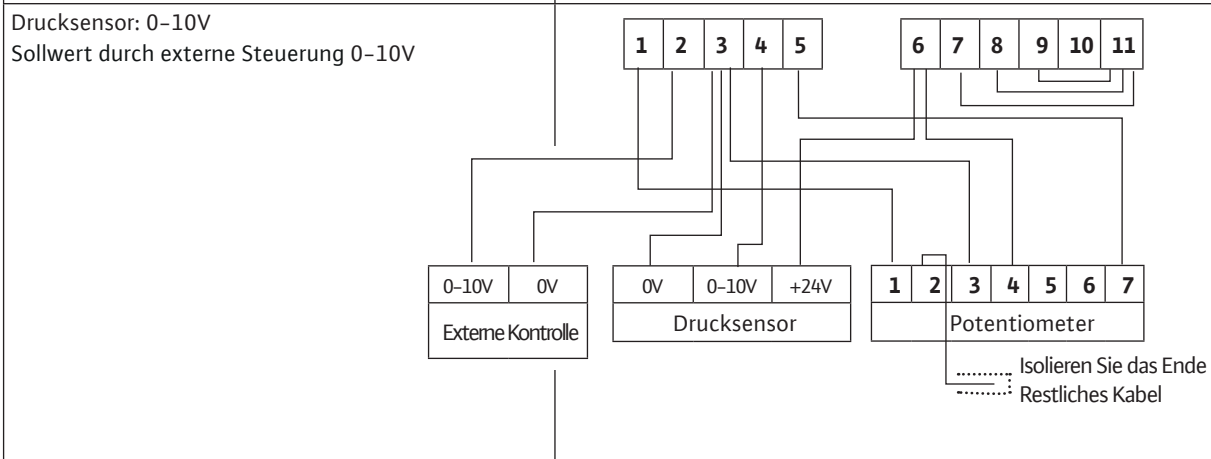 Drucksensor: 0–10V
Sollwert durch externe Steuerung 0–10V
1 2 3 4 5
6 7 8 9 10 11
0–10V 0V
Externe Kontrolle
0V 0–10V +24V
Drucksensor
1 2 3 4 5 6 7
Potentiometer
Isolieren Sie das Ende
Restliches Kabel